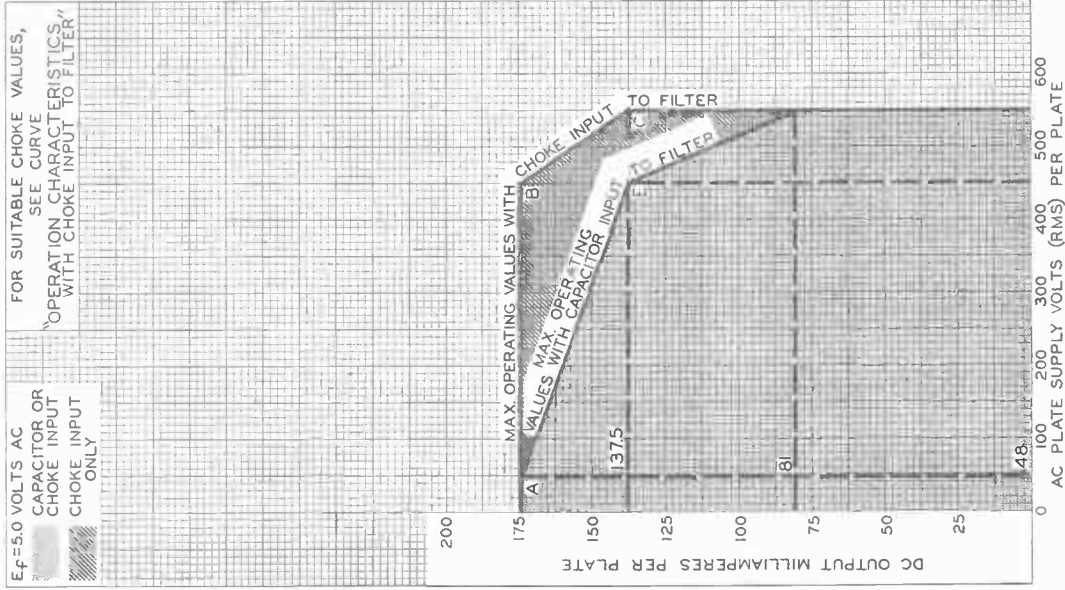 E_f = 5.0 VOLTS AC
CAPACITOR OR
CHOKE INPUT
CHOKE INPUT
ONLY
FOR SUITABLE CHOKE VALUES,
SEE CURVE
"OPERATION CHARACTERISTICS
WITH CHOKE INPUT TO FILTER"
MAX. OPERATING VALUES WITH CHOKE INPUT TO FILTER
MAX. OPERATING
VALUES WITH CAPACITOR INPUT TO FILTER
A
B
C
E
137.5
81
48
DC OUTPUT MILLIAMPERES PER PLATE
200
175
150
125
100
75
50
25
0 100 200 300 400 500 600
AC PLATE SUPPLY VOLTS (RMS) PER PLATE